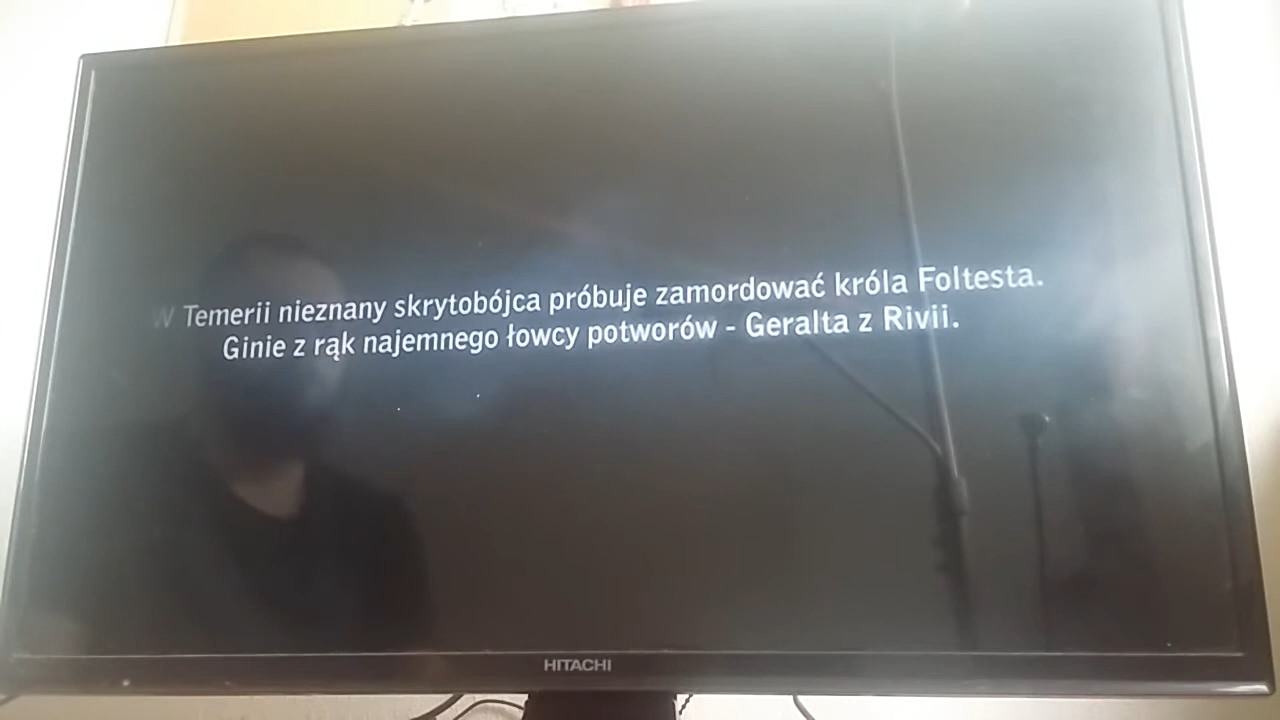 W Temerii nieznany skrytobójca próbuje zamordować króla Foltesta.
Ginie z rąk najemnego łowcy potworów - Geralta z Rivii.
HITACHI